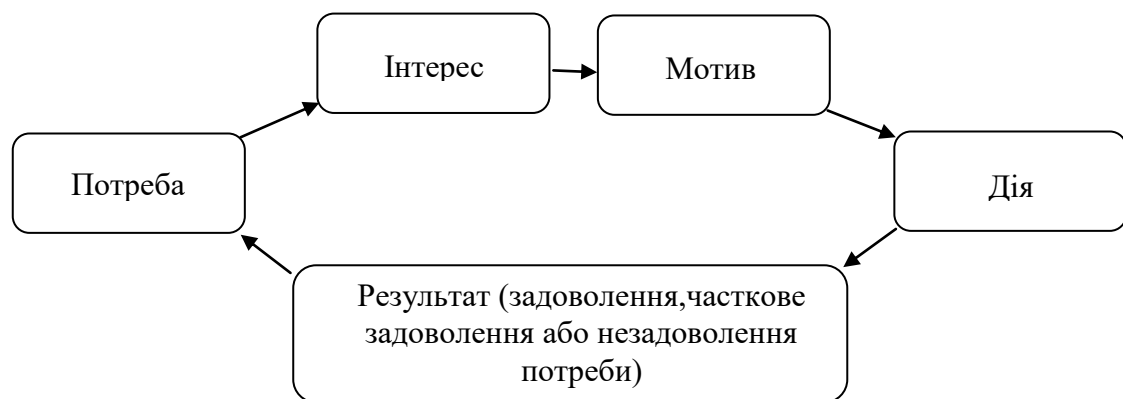 Інтерес
Мотив
Потреба
Дія
Результат (задоволення,часткове
задоволення або незадоволення
потреби)